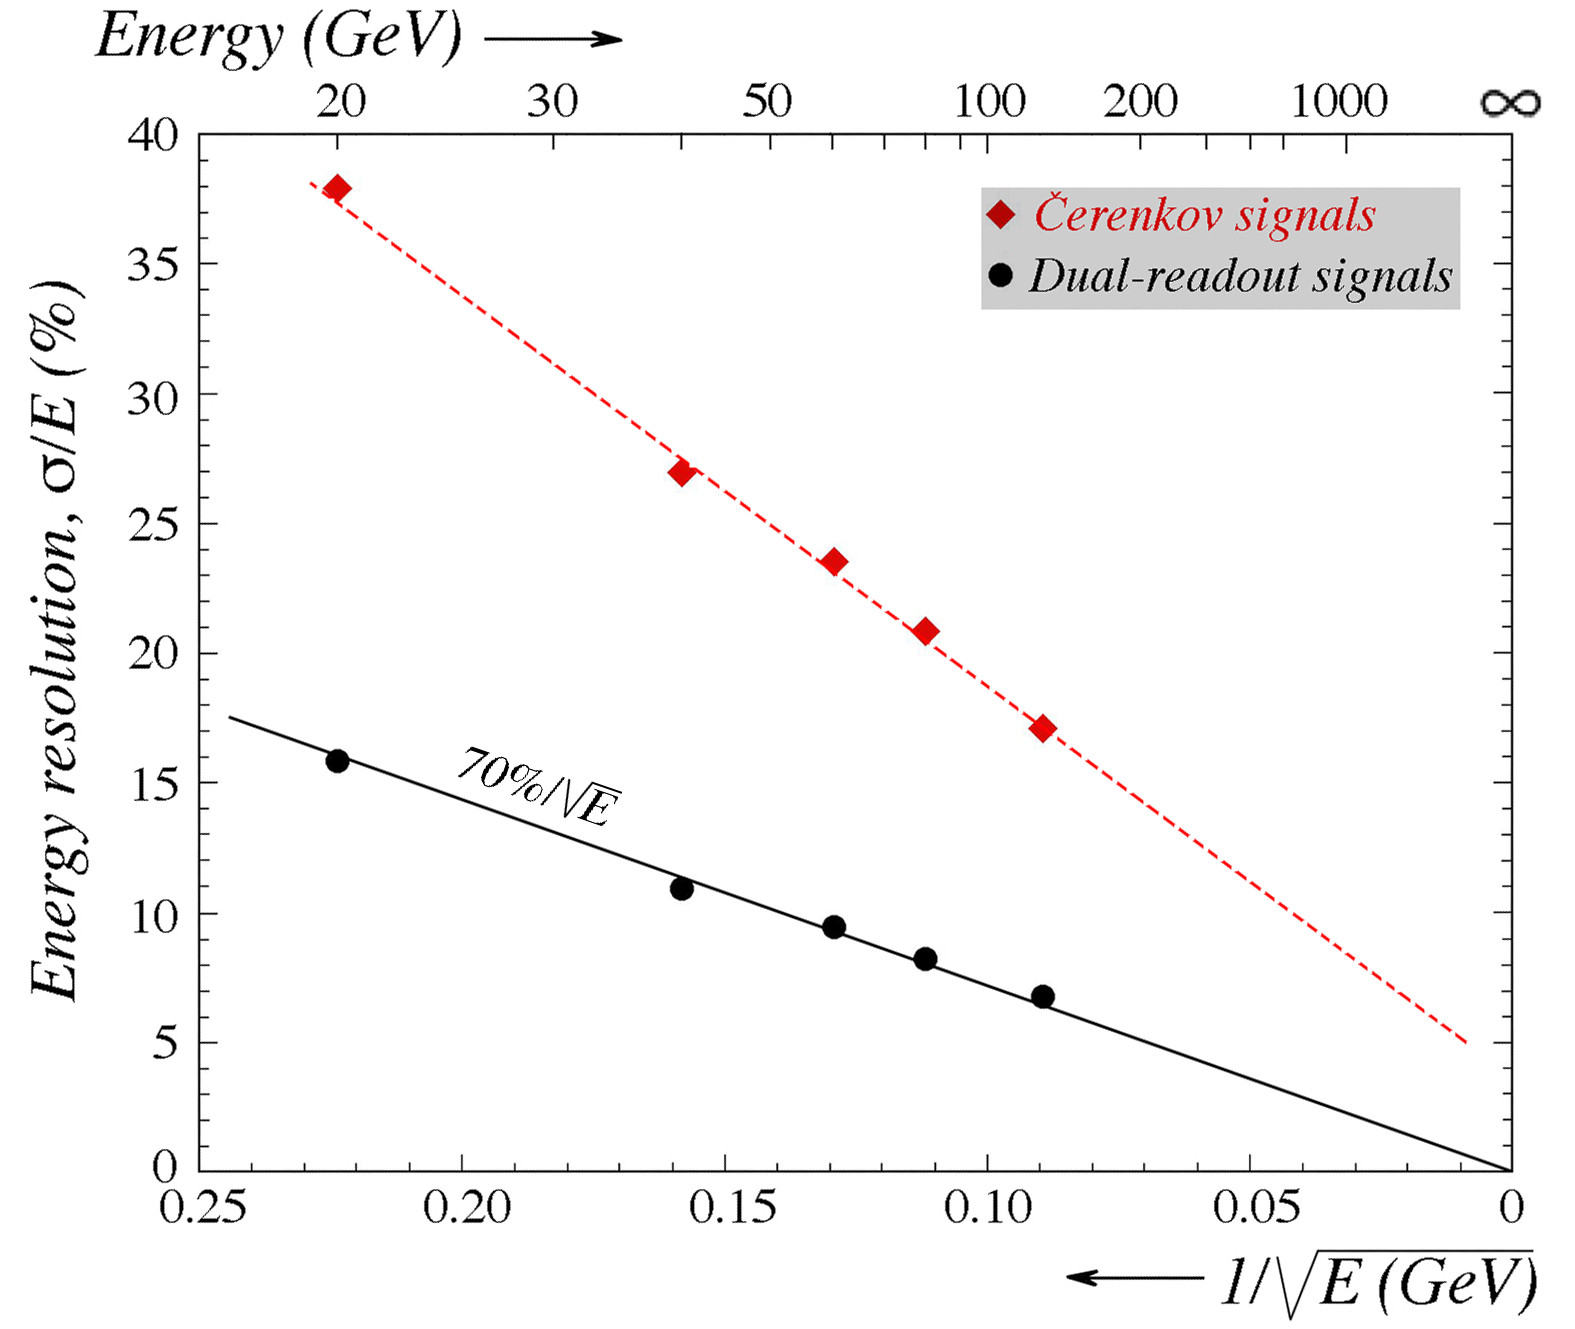 Energy (GeV)
20 30 50 100 200 1000 ∞
40
35
30
25
20
15
10
5
0
Energy resolution, σ/E (%)
Čerenkov signals
Dual-readout signals
70%/√E
0.25 0.20 0.15 0.10 0.05 0
1/√E (GeV)